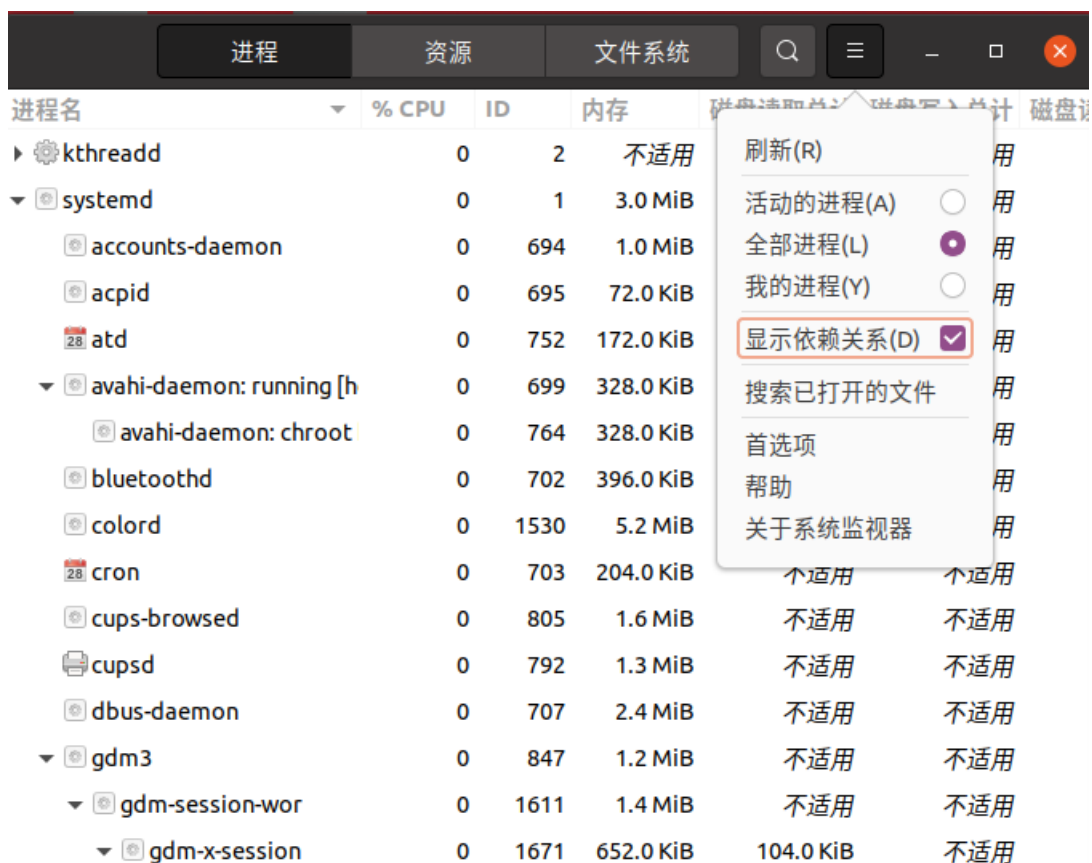 进程 资源 文件系统
进程名 % CPU ID 内存
kthreadd 0 2 不适用 用
systemd 0 1 3.0 MiB 用
accounts-daemon 0 694 1.0 MiB 用
acpid 0 695 72.0 KiB 用
28 atd 0 752 172.0 KiB 用
avahi-daemon: running [h 0 699 328.0 KiB 用
avahi-daemon: chroot 0 764 328.0 KiB 用
bluetoothd 0 702 396.0 KiB 用
colord 0 1530 5.2 MiB 用
28 cron 0 703 204.0 KiB 不适用 不适用
cups-browsed 0 805 1.6 MiB 不适用 不适用
cupsd 0 792 1.3 MiB 不适用 不适用
dbus-daemon 0 707 2.4 MiB 不适用 不适用
gdm3 0 847 1.2 MiB 不适用 不适用
gdm-session-wor 0 1611 1.4 MiB 不适用 不适用
gdm-x-session 0 1671 652.0 KiB 104.0 KiB 不适用
刷新(R)
活动的进程(A)
全部进程(L)
我的进程(Y)
显示依赖关系(D)
搜索已打开的文件
首选项
帮助
关于系统监视器